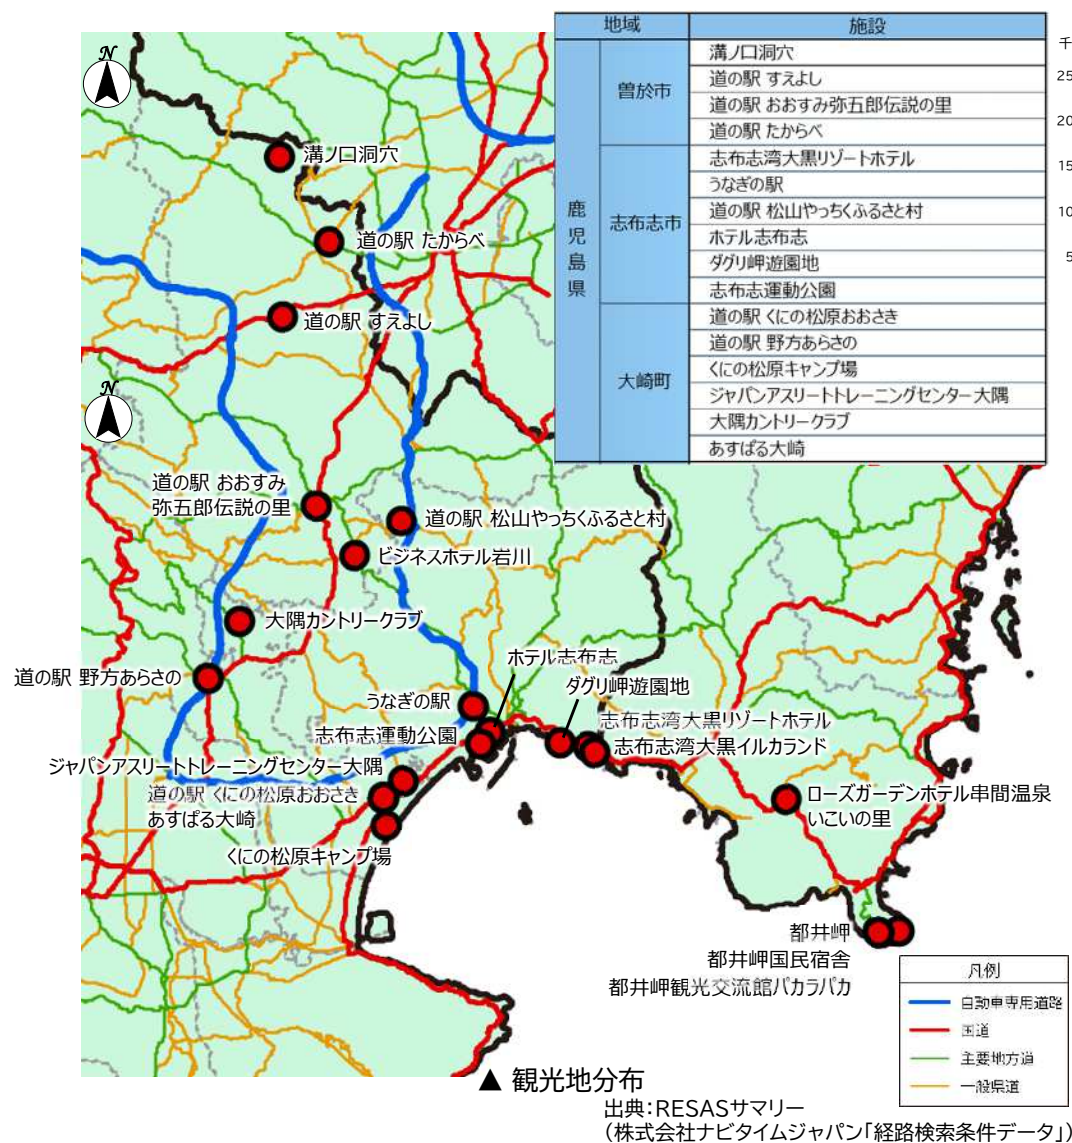 地域 施設
鹿児島県
曽於市
溝ノ口洞穴
道の駅 すえよし
道の駅 おおすみ弥五郎伝説の里
道の駅 たからべ
志布志市
志布志湾大黒リゾートホテル
うなぎの駅
道の駅 松山やっちくふるさと村
ホテル志布志
ダグリ岬遊園地
志布志運動公園
大崎町
道の駅 くにの松原おおさき
道の駅 野方あらさの
くにの松原キャンプ場
ジャパンアスリートトレーニングセンター大隅
大隅カントリークラブ
あすぱる大崎
千
25
20
15
10
5
N
溝ノ口洞穴
道の駅 たからべ
道の駅 すえよし
N
道の駅 おおすみ
弥五郎伝説の里
道の駅 松山やっちくふるさと村
ビジネスホテル岩川
大隅カントリークラブ
道の駅 野方あらさの
ホテル志布志
ダグリ岬遊園地
うなぎの駅
志布志湾大黒リゾートホテル
志布志運動公園
志布志湾大黒イルカランド
ジャパンアスリートトレーニングセンター大隅
道の駅 くにの松原おおさき
あすぱる大崎
ローズガーデンホテル串間温泉
いこいの里
くにの松原キャンプ場
都井岬
都井岬国民宿舎
都井岬観光交流館パカラパカ
凡例
自動車専用道路
国道
主要地方道
一般県道
▲ 観光地分布
出典:RESASサマリー
(株式会社ナビタイムジャパン「経路検索条件データ」)